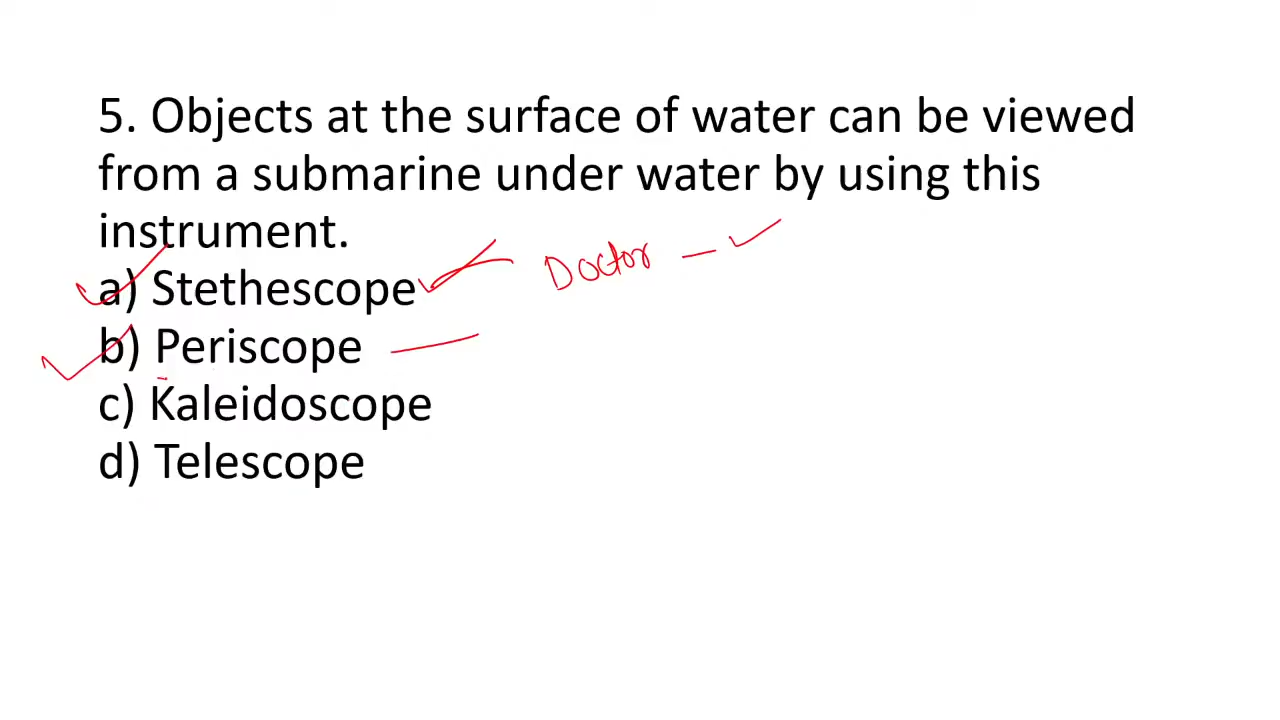 5. Objects at the surface of water can be viewed
from a submarine under water by using this
instrument.
a) Stethescope Doctor
b) Periscope
c) Kaleidoscope
d) Telescope